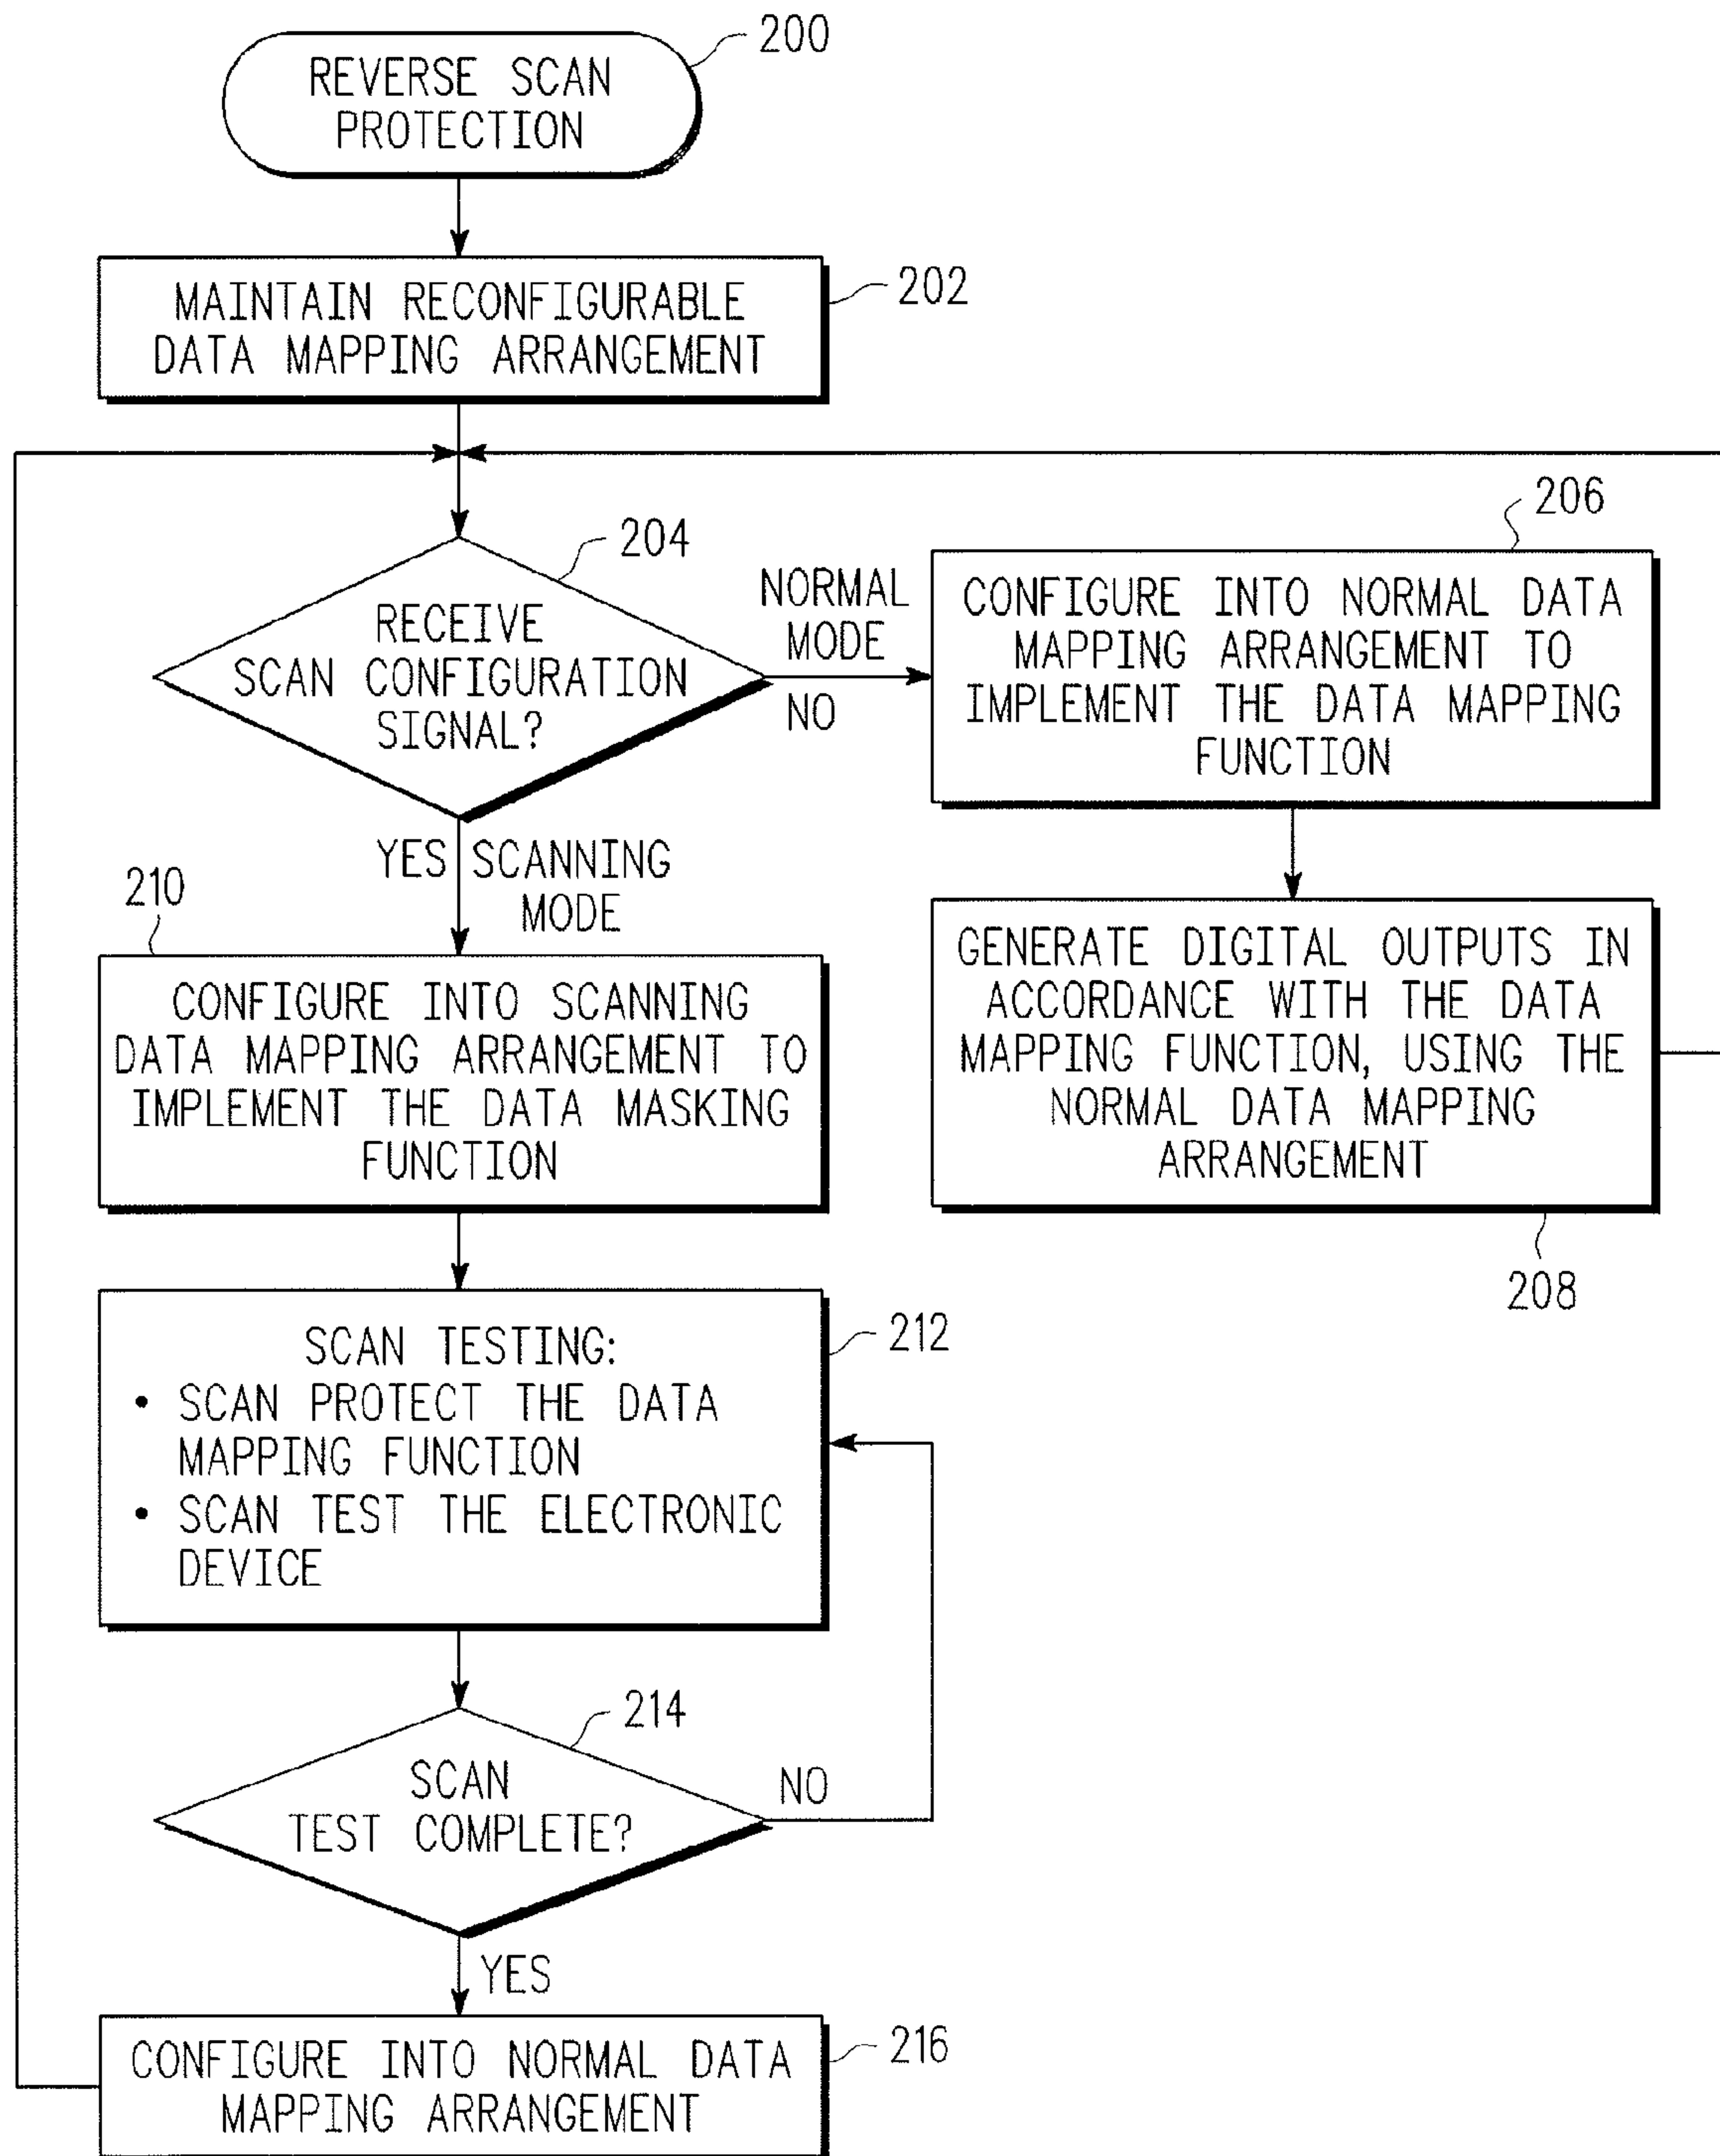 200
REVERSE SCAN
PROTECTION
202
MAINTAIN RECONFIGURABLE
DATA MAPPING ARRANGEMENT
204
RECEIVE
SCAN CONFIGURATION
SIGNAL?
NORMAL
MODE
NO
206
CONFIGURE INTO NORMAL DATA
MAPPING ARRANGEMENT TO
IMPLEMENT THE DATA MAPPING
FUNCTION
YES SCANNING
MODE
210
CONFIGURE INTO SCANNING
DATA MAPPING ARRANGEMENT TO
IMPLEMENT THE DATA MASKING
FUNCTION
GENERATE DIGITAL OUTPUTS IN
ACCORDANCE WITH THE DATA
MAPPING FUNCTION, USING THE
NORMAL DATA MAPPING
ARRANGEMENT
208
212
SCAN TESTING:
• SCAN PROTECT THE DATA
MAPPING FUNCTION
• SCAN TEST THE ELECTRONIC
DEVICE
214
SCAN
TEST COMPLETE?
NO
YES
216
CONFIGURE INTO NORMAL DATA
MAPPING ARRANGEMENT